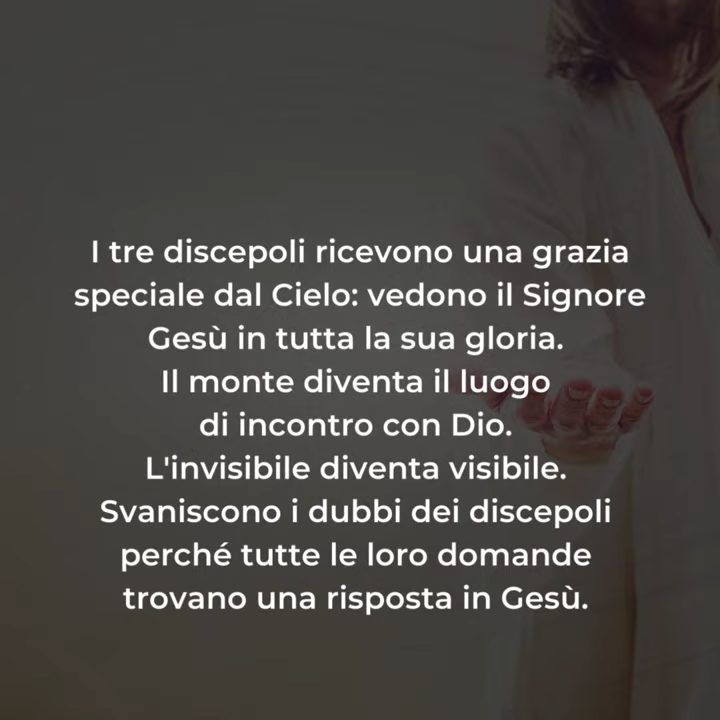 I tre discepoli ricevono una grazia
speciale dal Cielo: vedono il Signore
Gesù in tutta la sua gloria.
Il monte diventa il luogo
di incontro con Dio.
L'invisibile diventa visibile.
Svaniscono i dubbi dei discepoli
perché tutte le loro domande
trovano una risposta in Gesù.